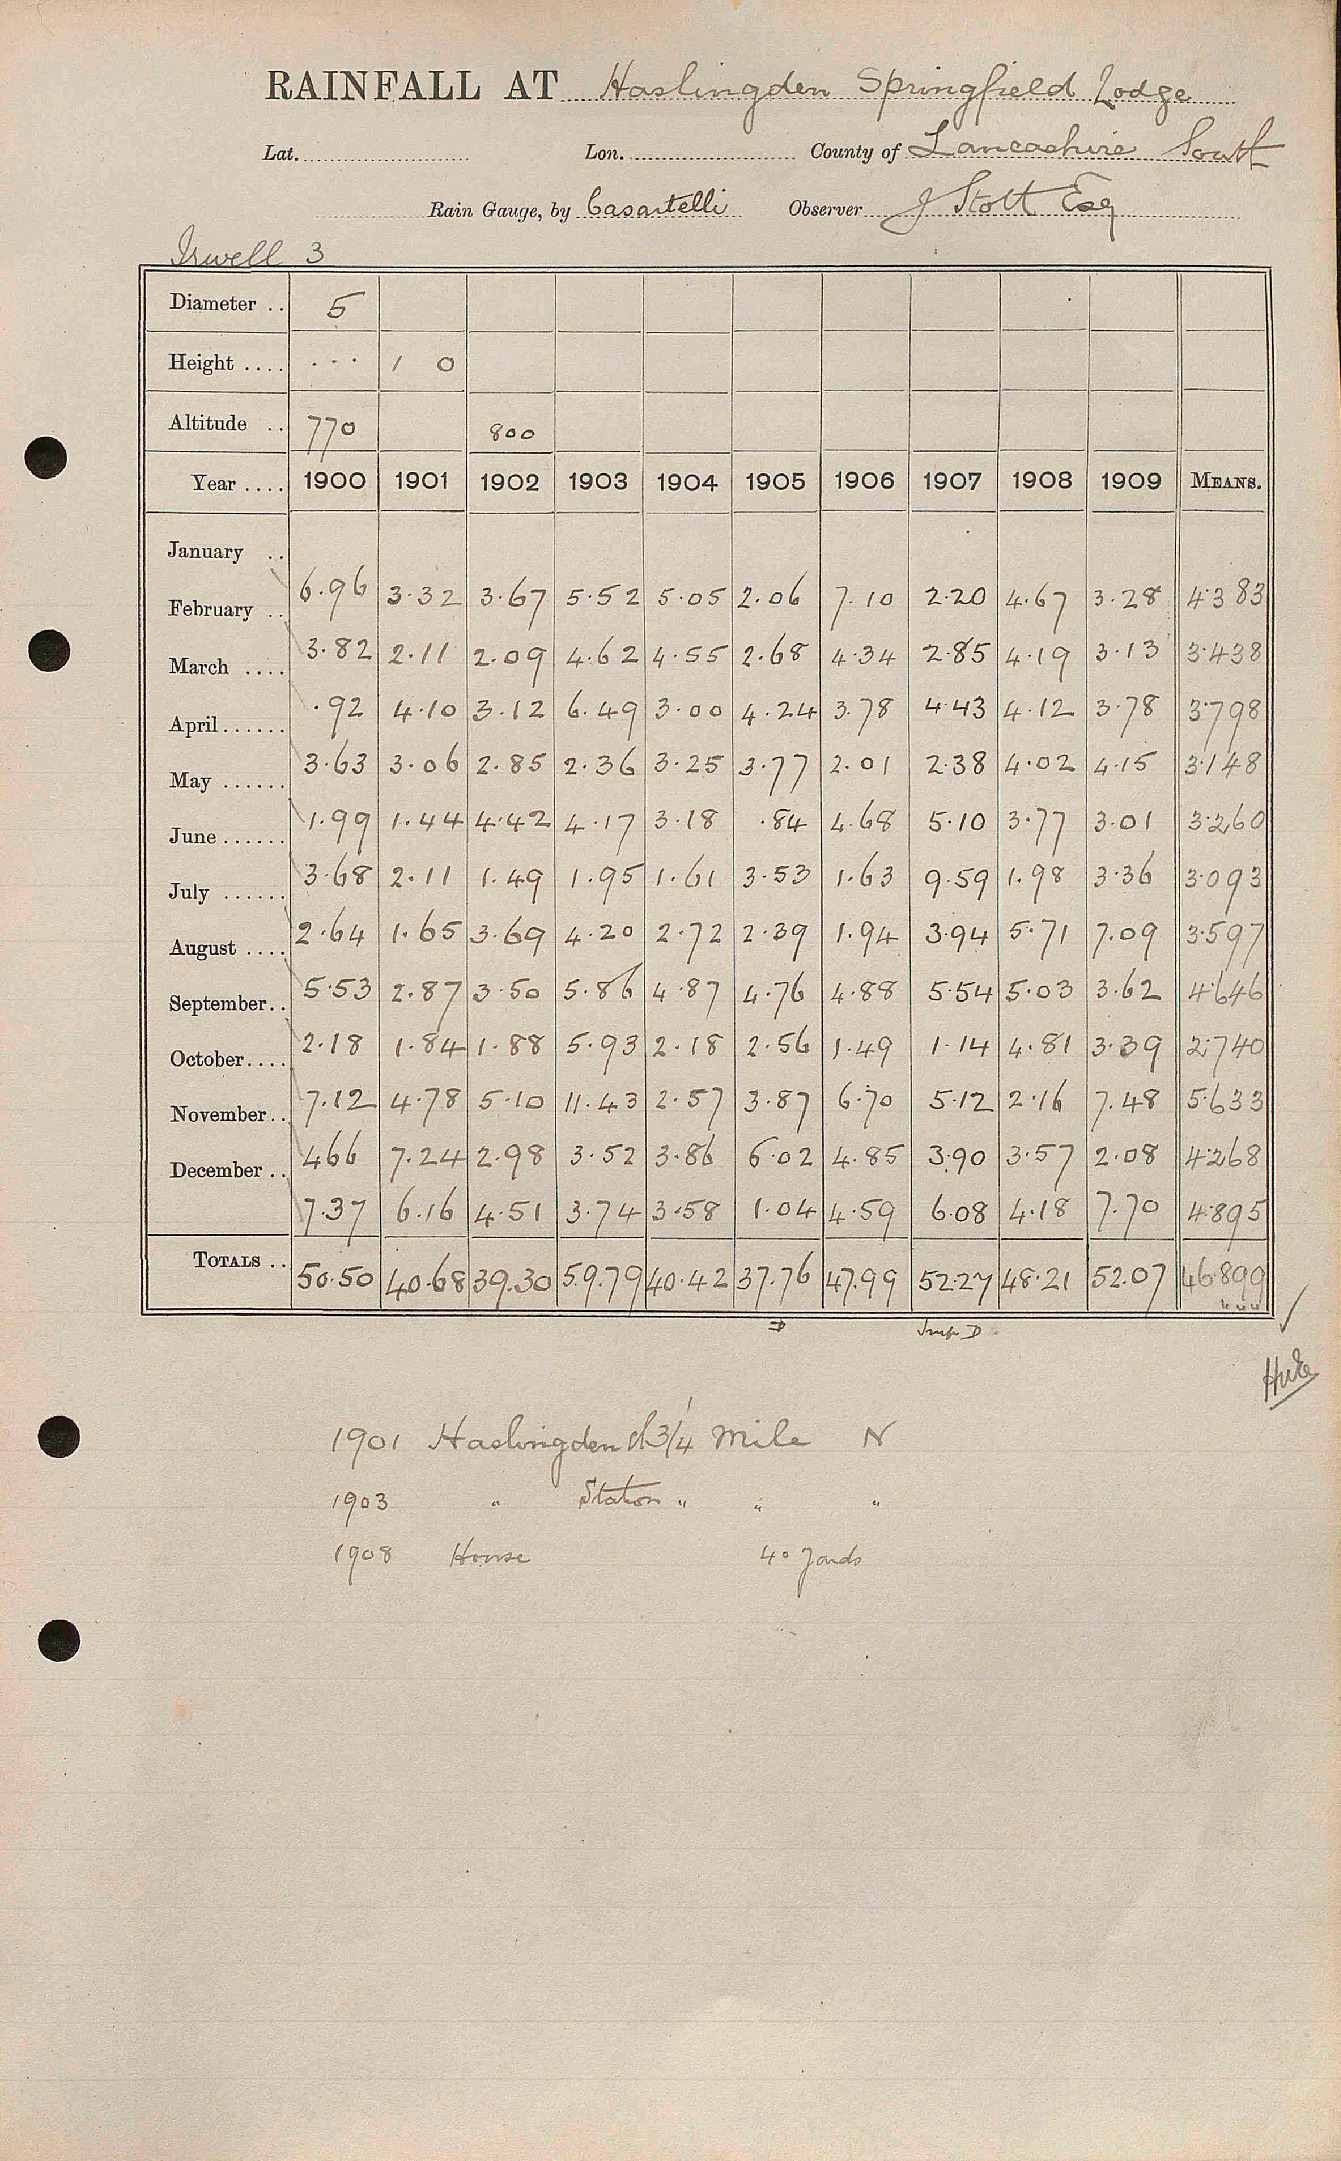 RAINFALL AT Haslingden Springfield Lodge
Lat. Lon. County of Lancashire South
Rain Gauge, by Casartelli Observer J Stott Esq
Irwell 3
Diameter .. 5
Height .... ... 1 0
Altitude .. 770 800
Year .... 1900 1901 1902 1903 1904 1905 1906 1907 1908 1909 MEANS.
January ..
6.96 3.32 3.67 5.52 5.05 2.06 7.10 2.20 4.67 3.28 4.383
February ..
3.82 2.11 2.09 4.62 4.55 2.68 4.34 2.85 4.19 3.13 3.438
March ....
.92 4.10 3.12 6.49 3.00 4.24 3.78 4.43 4.12 3.78 3.798
April......
3.63 3.06 2.85 2.36 3.25 3.77 2.01 2.38 4.02 4.15 3.148
May ......
1.99 1.44 4.42 4.17 3.18 .84 4.68 5.10 3.77 3.01 3.260
June ......
3.68 2.11 1.49 1.95 1.61 3.53 1.63 9.59 1.98 3.36 3.093
July ......
2.64 1.65 3.69 4.20 2.72 2.39 1.94 3.94 5.71 7.09 3.597
August ....
5.53 2.87 3.50 5.86 4.87 4.76 4.88 5.54 5.03 3.62 4.646
September..
2.18 1.84 1.88 5.93 2.18 2.56 1.49 1.14 4.81 3.39 2.740
October....
7.12 4.78 5.10 11.43 2.57 3.87 6.70 5.12 2.16 7.48 5.633
November..
4.66 7.24 2.98 3.52 3.86 6.02 4.85 3.90 3.57 2.08 4.268
December ..
7.37 6.16 4.51 3.74 3.58 1.04 4.59 6.08 4.18 7.70 4.895
TOTALS .. 50.50 40.68 39.30 59.79 40.42 37.76 47.99 52.27 48.21 52.07 46.899
D
1901 Haslingden 3/4 Mile N
1903 " Station " " "
1908 House 40 Yards